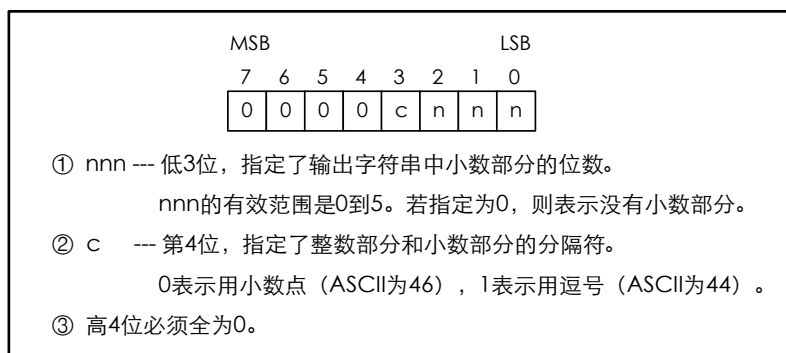 MSB LSB
7 6 5 4 3 2 1 0
0 0 0 0 c n n n
① nnn --- 低3位，指定了输出字符串中小数部分的位数。
nnn的有效范围是0到5。若指定为0，则表示没有小数部分。
② c --- 第4位，指定了整数部分和小数部分的分隔符。
0表示用小数点（ASCII为46），1表示用逗号（ASCII为44）。
③ 高4位必须全为0。